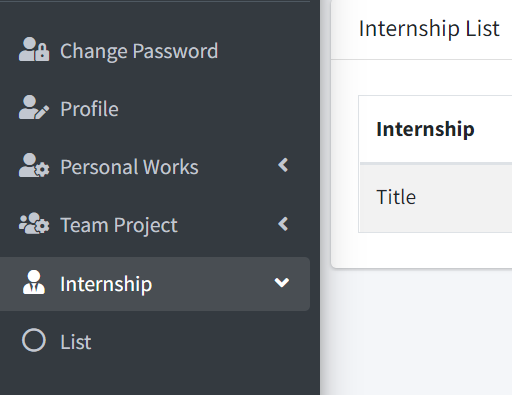 Change Password
Profile
Personal Works
Team Project
Internship
List
Internship List
Internship
Title